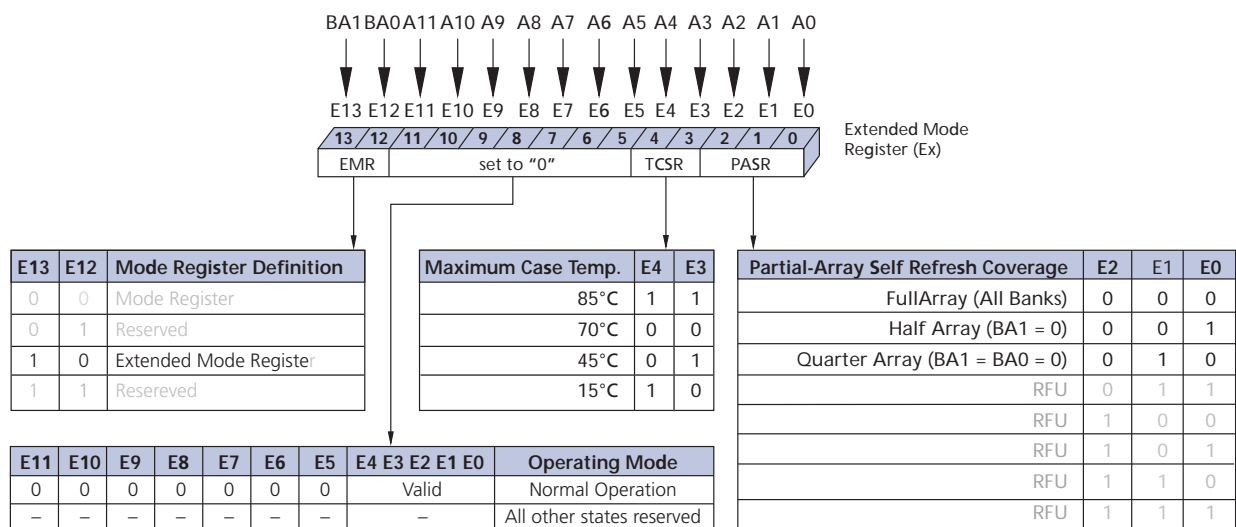 BA1 BA0 A11 A10 A9 A8 A7 A6 A5 A4 A3 A2 A1 A0
E13 E12 E11 E10 E9 E8 E7 E6 E5 E4 E3 E2 E1 E0
13 12 11 10 9 8 7 6 5 4 3 2 1 0
EMR set to "0" TCSR PASR
Extended Mode
Register (Ex)
E13 E12 Mode Register Definition
0 0 Mode Register
0 1 Reserved
1 0 Extended Mode Register
1 1 Resereved
Maximum Case Temp. E4 E3
85°C 1 1
70°C 0 0
45°C 0 1
15°C 1 0
Partial-Array Self Refresh Coverage E2 E1 E0
FullArray (All Banks) 0 0 0
Half Array (BA1 = 0) 0 0 1
Quarter Array (BA1 = BA0 = 0) 0 1 0
RFU 0 1 1
RFU 1 0 0
RFU 1 0 1
RFU 1 1 0
RFU 1 1 1
E11 E10 E9 E8 E7 E6 E5 E4 E3 E2 E1 E0 Operating Mode
0 0 0 0 0 0 0 Valid Normal Operation
– – – – – – – – All other states reserved